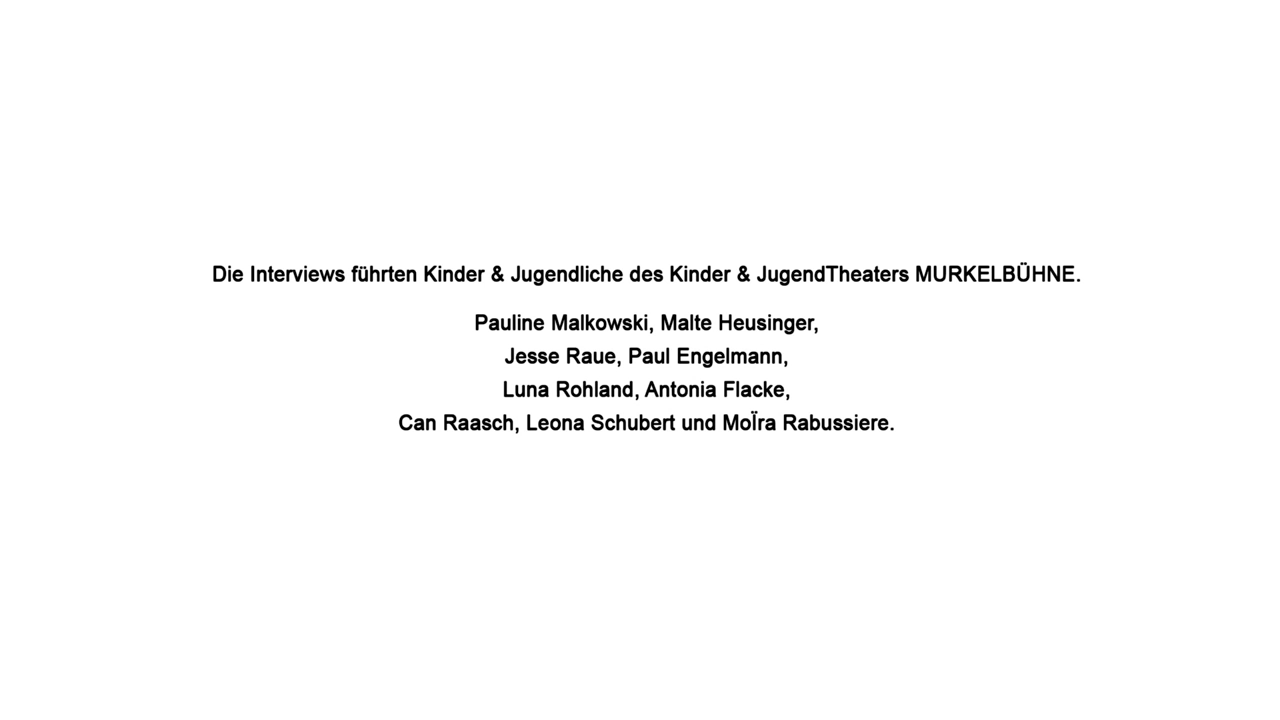 Die Interviews führten Kinder & Jugendliche des Kinder & JugendTheaters MURKELBÜHNE.
Pauline Malkowski, Malte Heusinger,
Jesse Raue, Paul Engelmann,
Luna Rohland, Antonia Flacke,
Can Raasch, Leona Schubert und MoÏra Rabussiere.